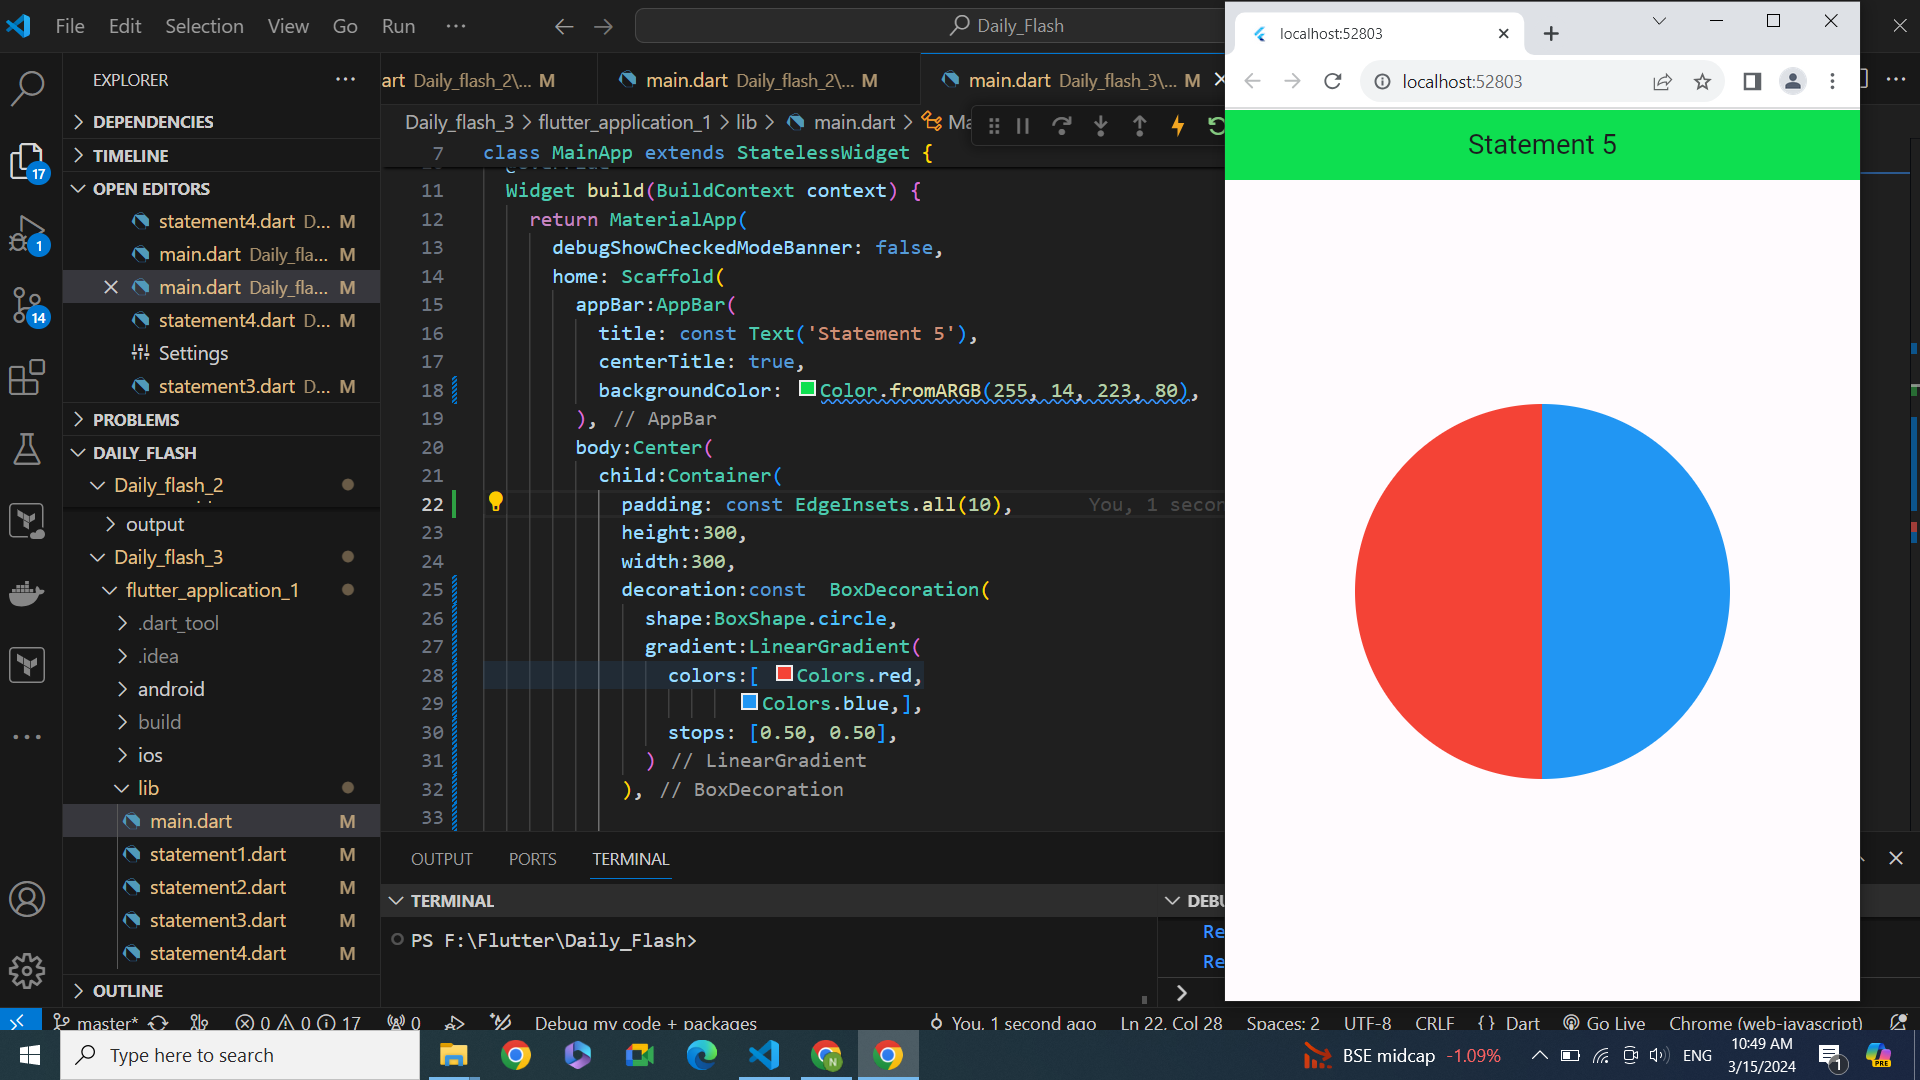 File Edit Selection View Go Run ...
Daily_Flash
EXPLORER
DEPENDENCIES
TIMELINE
OPEN EDITORS
statement4.dart D... M
main.dart Daily_fla... M
main.dart Daily_fla... M
statement4.dart D... M
Settings
statement3.dart D... M
PROBLEMS
DAILY_FLASH
Daily_flash_2
output
Daily_flash_3
flutter_application_1
.dart_tool
.idea
android
build
ios
lib
main.dart M
statement1.dart M
statement2.dart M
statement3.dart M
statement4.dart M
OUTLINE
17
1
14
art Daily_flash_2\... M
main.dart Daily_flash_2\... M
main.dart Daily_flash_3\... M
Daily_flash_3 > flutter_application_1 > lib > main.dart > Ma
7 class MainApp extends StatelessWidget {
11 Widget build(BuildContext context) {
12 return MaterialApp(
13 debugShowCheckedModeBanner: false,
14 home: Scaffold(
15 appBar:AppBar(
16 title: const Text('Statement 5'),
17 centerTitle: true,
18 backgroundColor: Color.fromARGB(255, 14, 223, 80),
19 ), // AppBar
20 body:Center(
21 child:Container(
22 padding: const EdgeInsets.all(10), You, 1 secor
23 height:300,
24 width:300,
25 decoration:const BoxDecoration(
26 shape:BoxShape.circle,
27 gradient:LinearGradient(
28 colors:[ Colors.red,
29 Colors.blue,],
30 stops: [0.50, 0.50],
31 ) // LinearGradient
32 ), // BoxDecoration
33
OUTPUT PORTS TERMINAL
TERMINAL
PS F:\Flutter\Daily_Flash>
DEBU
Re
Re
localhost:52803
localhost:52803
Statement 5
master* 0 0 17 0 Debug my code + packages You, 1 second ago Ln 22, Col 28 Spaces: 2 UTF-8 CRLF {} Dart Go Live Chrome (web-javascript)
Type here to search
N
BSE midcap -1.09%
ENG
10:49 AM
3/15/2024
1
PRE